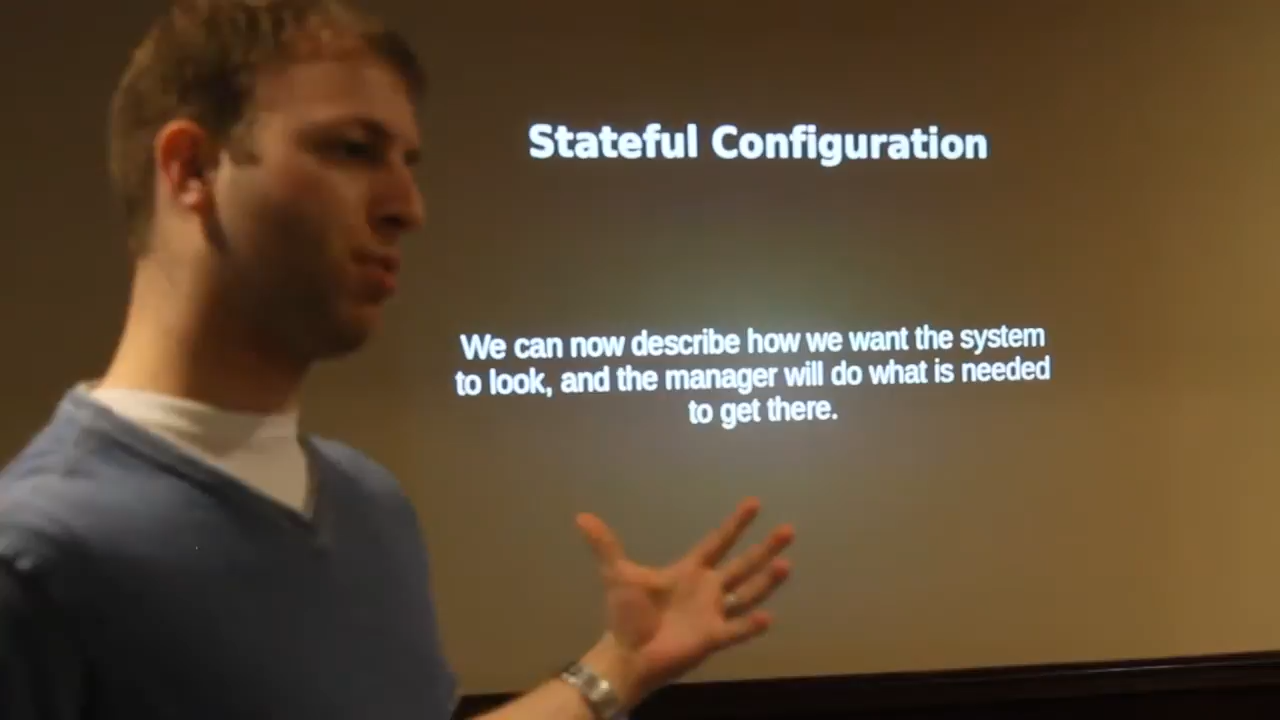 Stateful Configuration
We can now describe how we want the system
to look, and the manager will do what is needed
to get there.